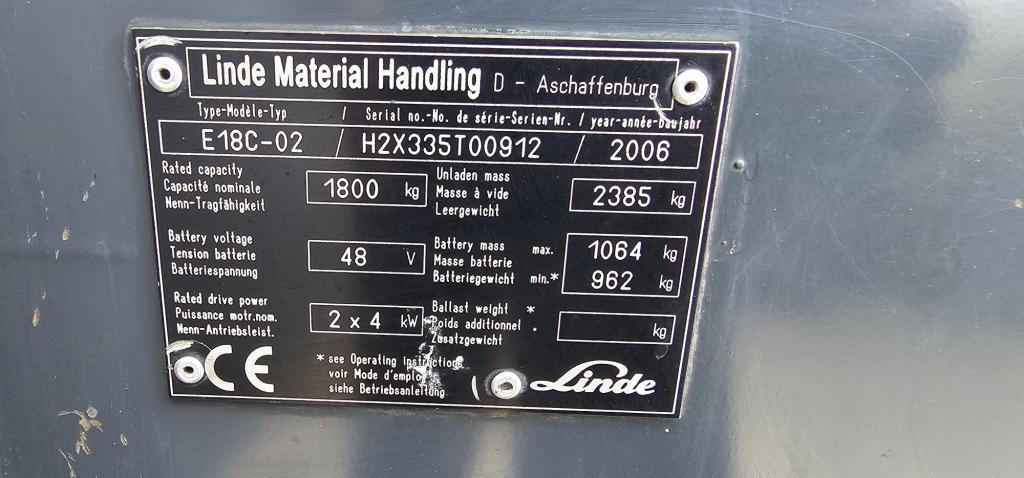 Linde Material Handling D - Aschaffenburg
Type-Modèle-Typ / Serial no.-No. de série-Serien-Nr. / year-année-Baujahr
E18C-02 / H2X335T00912 / 2006
Rated capacity
Capacité nominale
Nenn-Tragfähigkeit
1800 kg
Unladen mass
Masse à vide
Leergewicht
2385 kg
Battery voltage
Tension batterie
Batteriespannung
48 V
Battery mass max.
Masse batterie
Batteriegewicht min.*
1064 kg
962 kg
Rated drive power
Puissance motr.nom.
Nenn-Antriebsleist.
2 x 4 kW
Ballast weight *
Poids additionnel .
Zusatzgewicht
kg
CE
* see Operating instructions
voir Mode d'emploi
siehe Betriebsanleitung
Linde